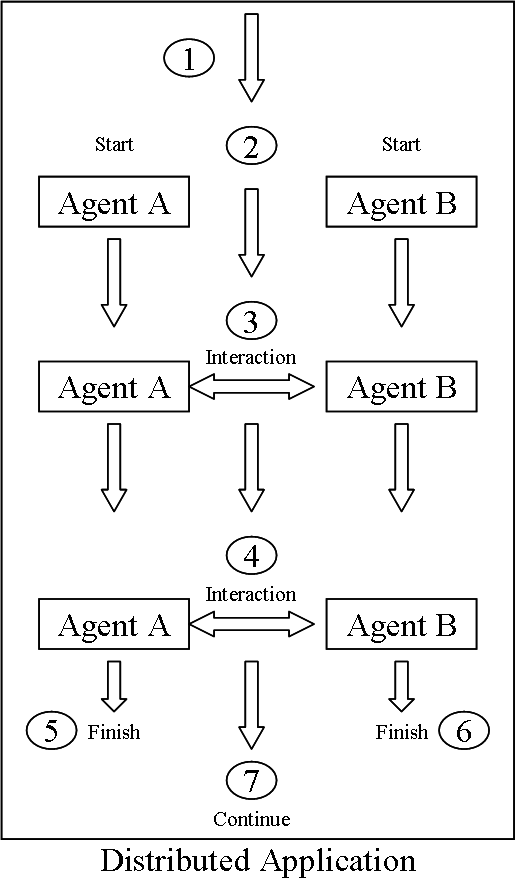 1
Start
2
Start
Agent A
Agent B
3
Interaction
Agent A
Agent B
4
Interaction
Agent A
Agent B
5
Finish
Finish
6
7
Continue
Distributed Application